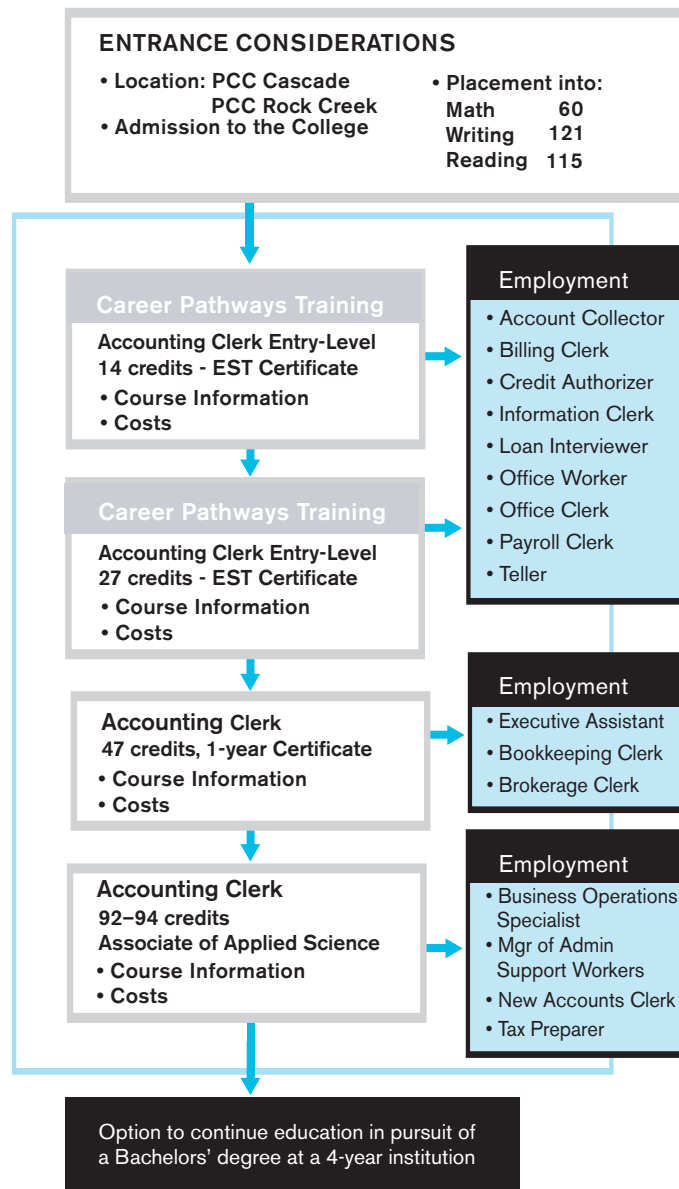 ENTRANCE CONSIDERATIONS
• Location: PCC Cascade
PCC Rock Creek
• Admission to the College
• Placement into:
Math 60
Writing 121
Reading 115
Career Pathways Training
Accounting Clerk Entry-Level
14 credits - EST Certificate
• Course Information
• Costs
Employment
• Account Collector
• Billing Clerk
• Credit Authorizer
• Information Clerk
• Loan Interviewer
• Office Worker
• Office Clerk
• Payroll Clerk
• Teller
Career Pathways Training
Accounting Clerk Entry-Level
27 credits - EST Certificate
• Course Information
• Costs
Accounting Clerk
47 credits, 1-year Certificate
• Course Information
• Costs
Employment
• Executive Assistant
• Bookkeeping Clerk
• Brokerage Clerk
Accounting Clerk
92–94 credits
Associate of Applied Science
• Course Information
• Costs
Employment
• Business Operations
Specialist
• Mgr of Admin
Support Workers
• New Accounts Clerk
• Tax Preparer
Option to continue education in pursuit of
a Bachelors' degree at a 4-year institution